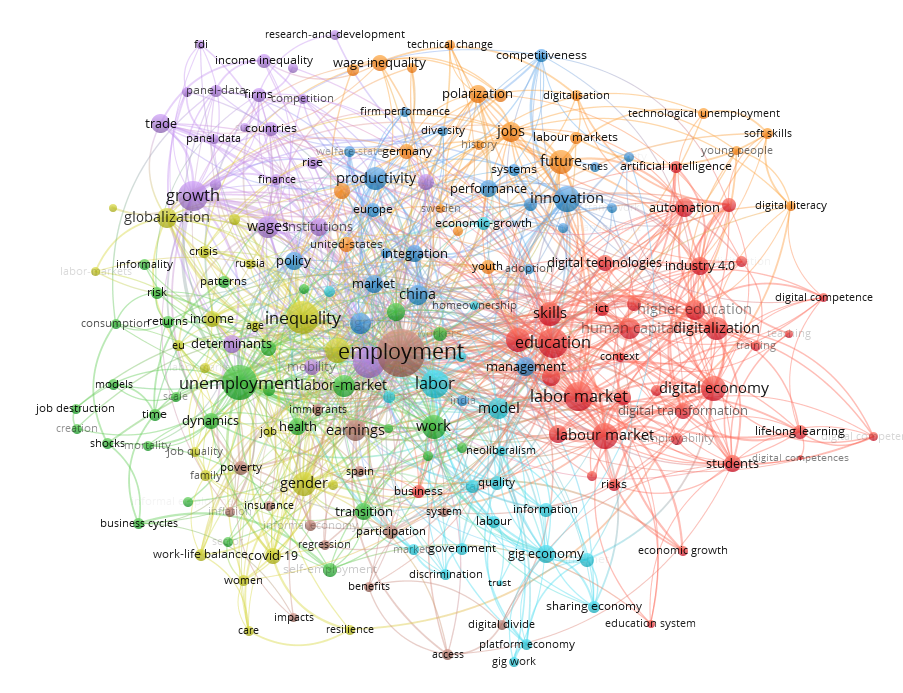 research-and-development
fdi
technical change
income inequality
wage inequality
competitiveness
panel-data
firms
competition
polarization
digitalisation
firm performance
technological unemployment
trade
countries
diversity
jobs
labour markets
soft skills
panel data
history
welfare-state
germany
young people
rise
future
smes
systems
artificial intelligence
finance
productivity
performance
growth
innovation
europe
sweden
automation
digital literacy
globalization
wages
institutions
economic-growth
united-states
crisis
integration
policy
russia
labor-markets
informality
youth
adoption
digital technologies
industry 4.0
patterns
market
risk
china
digital competence
homeownership
ict
higher education
consumption
returns
income
age
inequality
skills
human capital
digitalization
teaching
eu
determinants
education
training
employment
context
mobility
management
models
unemployment
labor-market
labor
digital economy
scale
india
labor market
job destruction
time
immigrants
model
digital transformation
creation
dynamics
job
health
earnings
work
labour market
employability
lifelong learning
shocks
mortality
job quality
neoliberalism
digital competences
poverty
spain
students
family
gender
quality
risks
business
insurance
inflation
transition
system
information
business cycles
informal economy
labour
participation
regression
work-life balance
covid-19
government
gig economy
economic growth
self-employment
discrimination
women
benefits
trust
sharing economy
impacts
digital divide
education system
care
resilience
platform economy
access
gig work